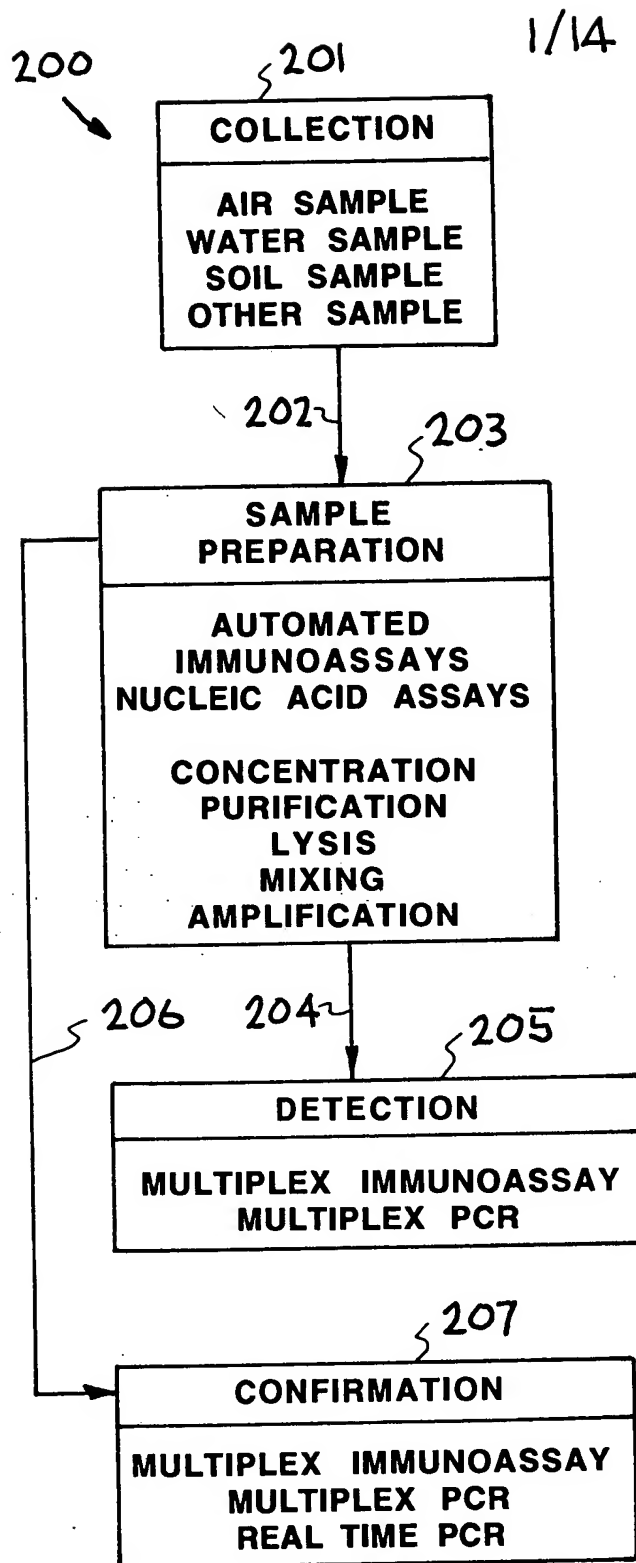 1/14
200
201
COLLECTION
AIR SAMPLE
WATER SAMPLE
SOIL SAMPLE
OTHER SAMPLE
202
203
SAMPLE
PREPARATION
AUTOMATED
IMMUNOASSAYS
NUCLEIC ACID ASSAYS
CONCENTRATION
PURIFICATION
LYSIS
MIXING
AMPLIFICATION
206
204
205
DETECTION
MULTIPLEX IMMUNOASSAY
MULTIPLEX PCR
207
CONFIRMATION
MULTIPLEX IMMUNOASSAY
MULTIPLEX PCR
REAL TIME PCR